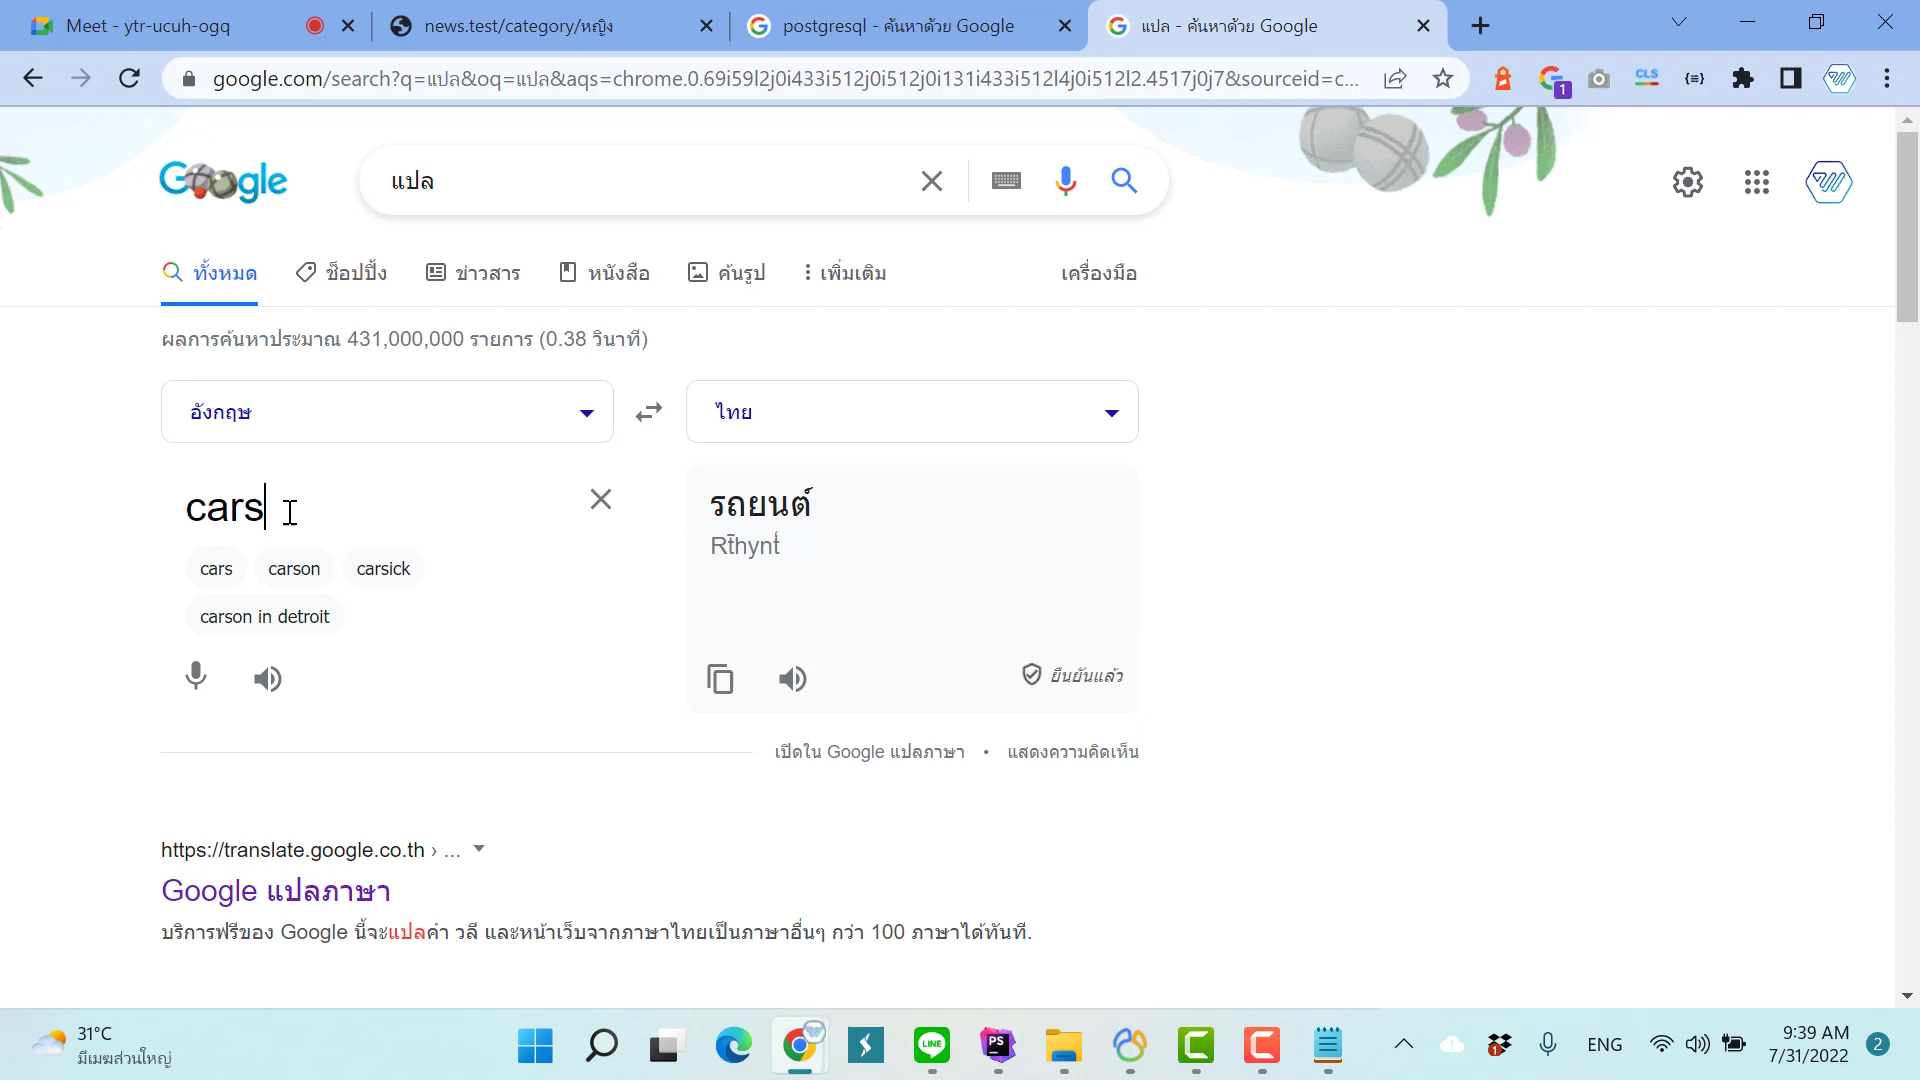 Meet - ytr-ucuh-ogq
news.test/category/หญิง
postgresql - ค้นหาด้วย Google
แปล - ค้นหาด้วย Google
google.com/search?q=แปล&oq=แปล&aqs=chrome.0.69i59l2j0i433i512j0i512j0i131i433i512l4j0i512l2.4517j0j7&sourceid=c...
1
CLS
Google
แปล
ทั้งหมด
ช็อปปิ้ง
ข่าวสาร
หนังสือ
ค้นรูป
เพิ่มเติม
เครื่องมือ
ผลการค้นหาประมาณ 431,000,000 รายการ (0.38 วินาที)
อังกฤษ
ไทย
cars
รถยนต์
Rt̄hynt̒
cars
carson
carsick
carson in detroit
ยืนยันแล้ว
เปิดใน Google แปลภาษา • แสดงความคิดเห็น
https://translate.google.co.th › ...
Google แปลภาษา
บริการฟรีของ Google นี้จะแปลคำ วลี และหน้าเว็บจากภาษาไทยเป็นภาษาอื่นๆ กว่า 100 ภาษาได้ทันที.
31°C
มีเมฆส่วนใหญ่
LINE
PS
1
ENG
9:39 AM
7/31/2022
2